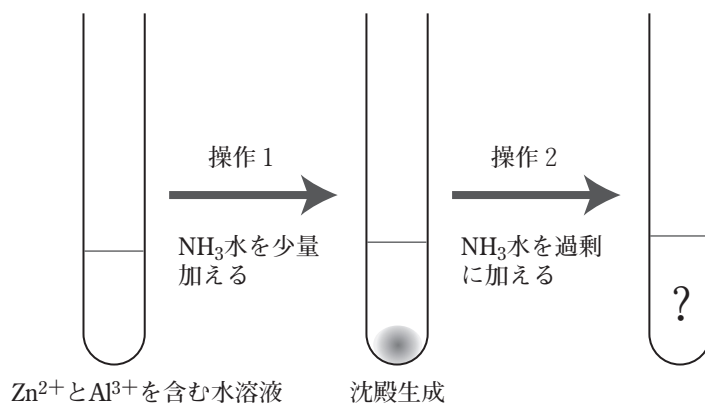 操作1
操作2
NH₃水を少量
加える
NH₃水を過剰
に加える
?
Zn²⁺とAl³⁺を含む水溶液
沈殿生成